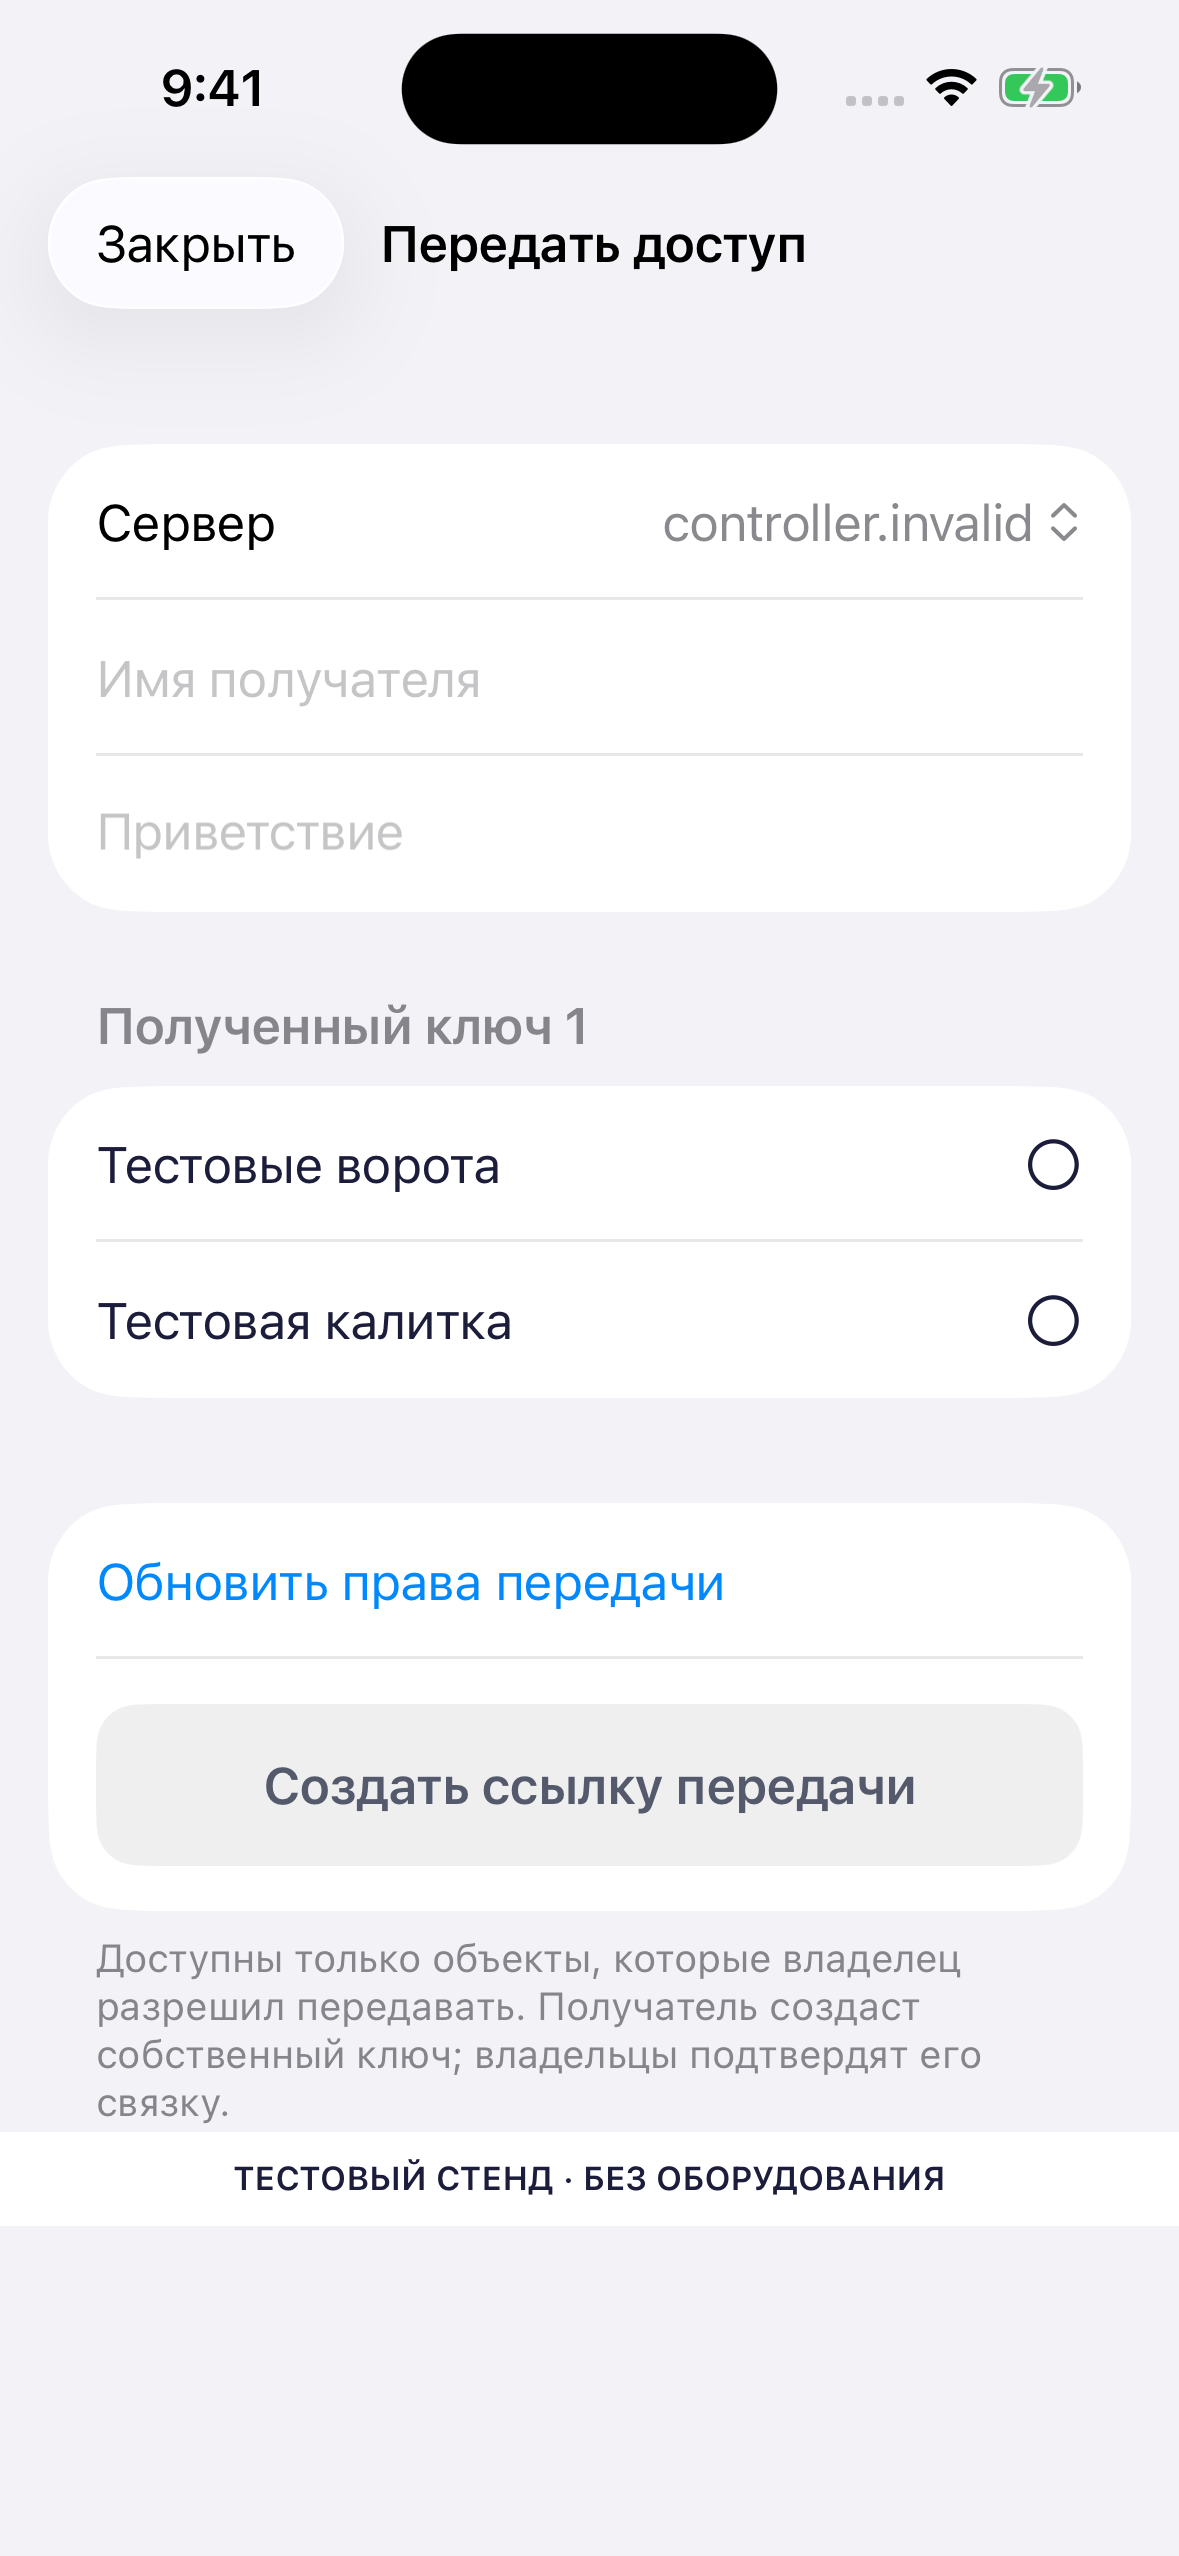 9:41
Закрыть
Передать доступ
Сервер
controller.invalid
Имя получателя
Приветствие
Полученный ключ 1
Тестовые ворота
Тестовая калитка
Обновить права передачи
Создать ссылку передачи
Доступны только объекты, которые владелец
разрешил передавать. Получатель создаст
собственный ключ; владельцы подтвердят его
связку.
ТЕСТОВЫЙ СТЕНД · БЕЗ ОБОРУДОВАНИЯ